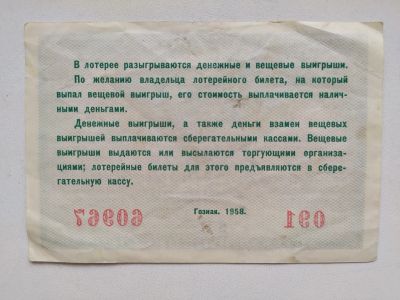 В лотерее разыгрываются денежные и вещевые выигрыши.
По желанию владельца лотерейного билета, на который
выпал вещевой выигрыш, его стоимость выплачивается налич-
ными деньгами.
Денежные выигрыши, а также деньги взамен вещевых
выигрышей выплачиваются сберегательными кассами. Вещевые
выигрыши выдаются или высылаются торгующими организа-
циями; лотерейные билеты для этого предъявляются в сбере-
гательную кассу.
Гознак. 1958.